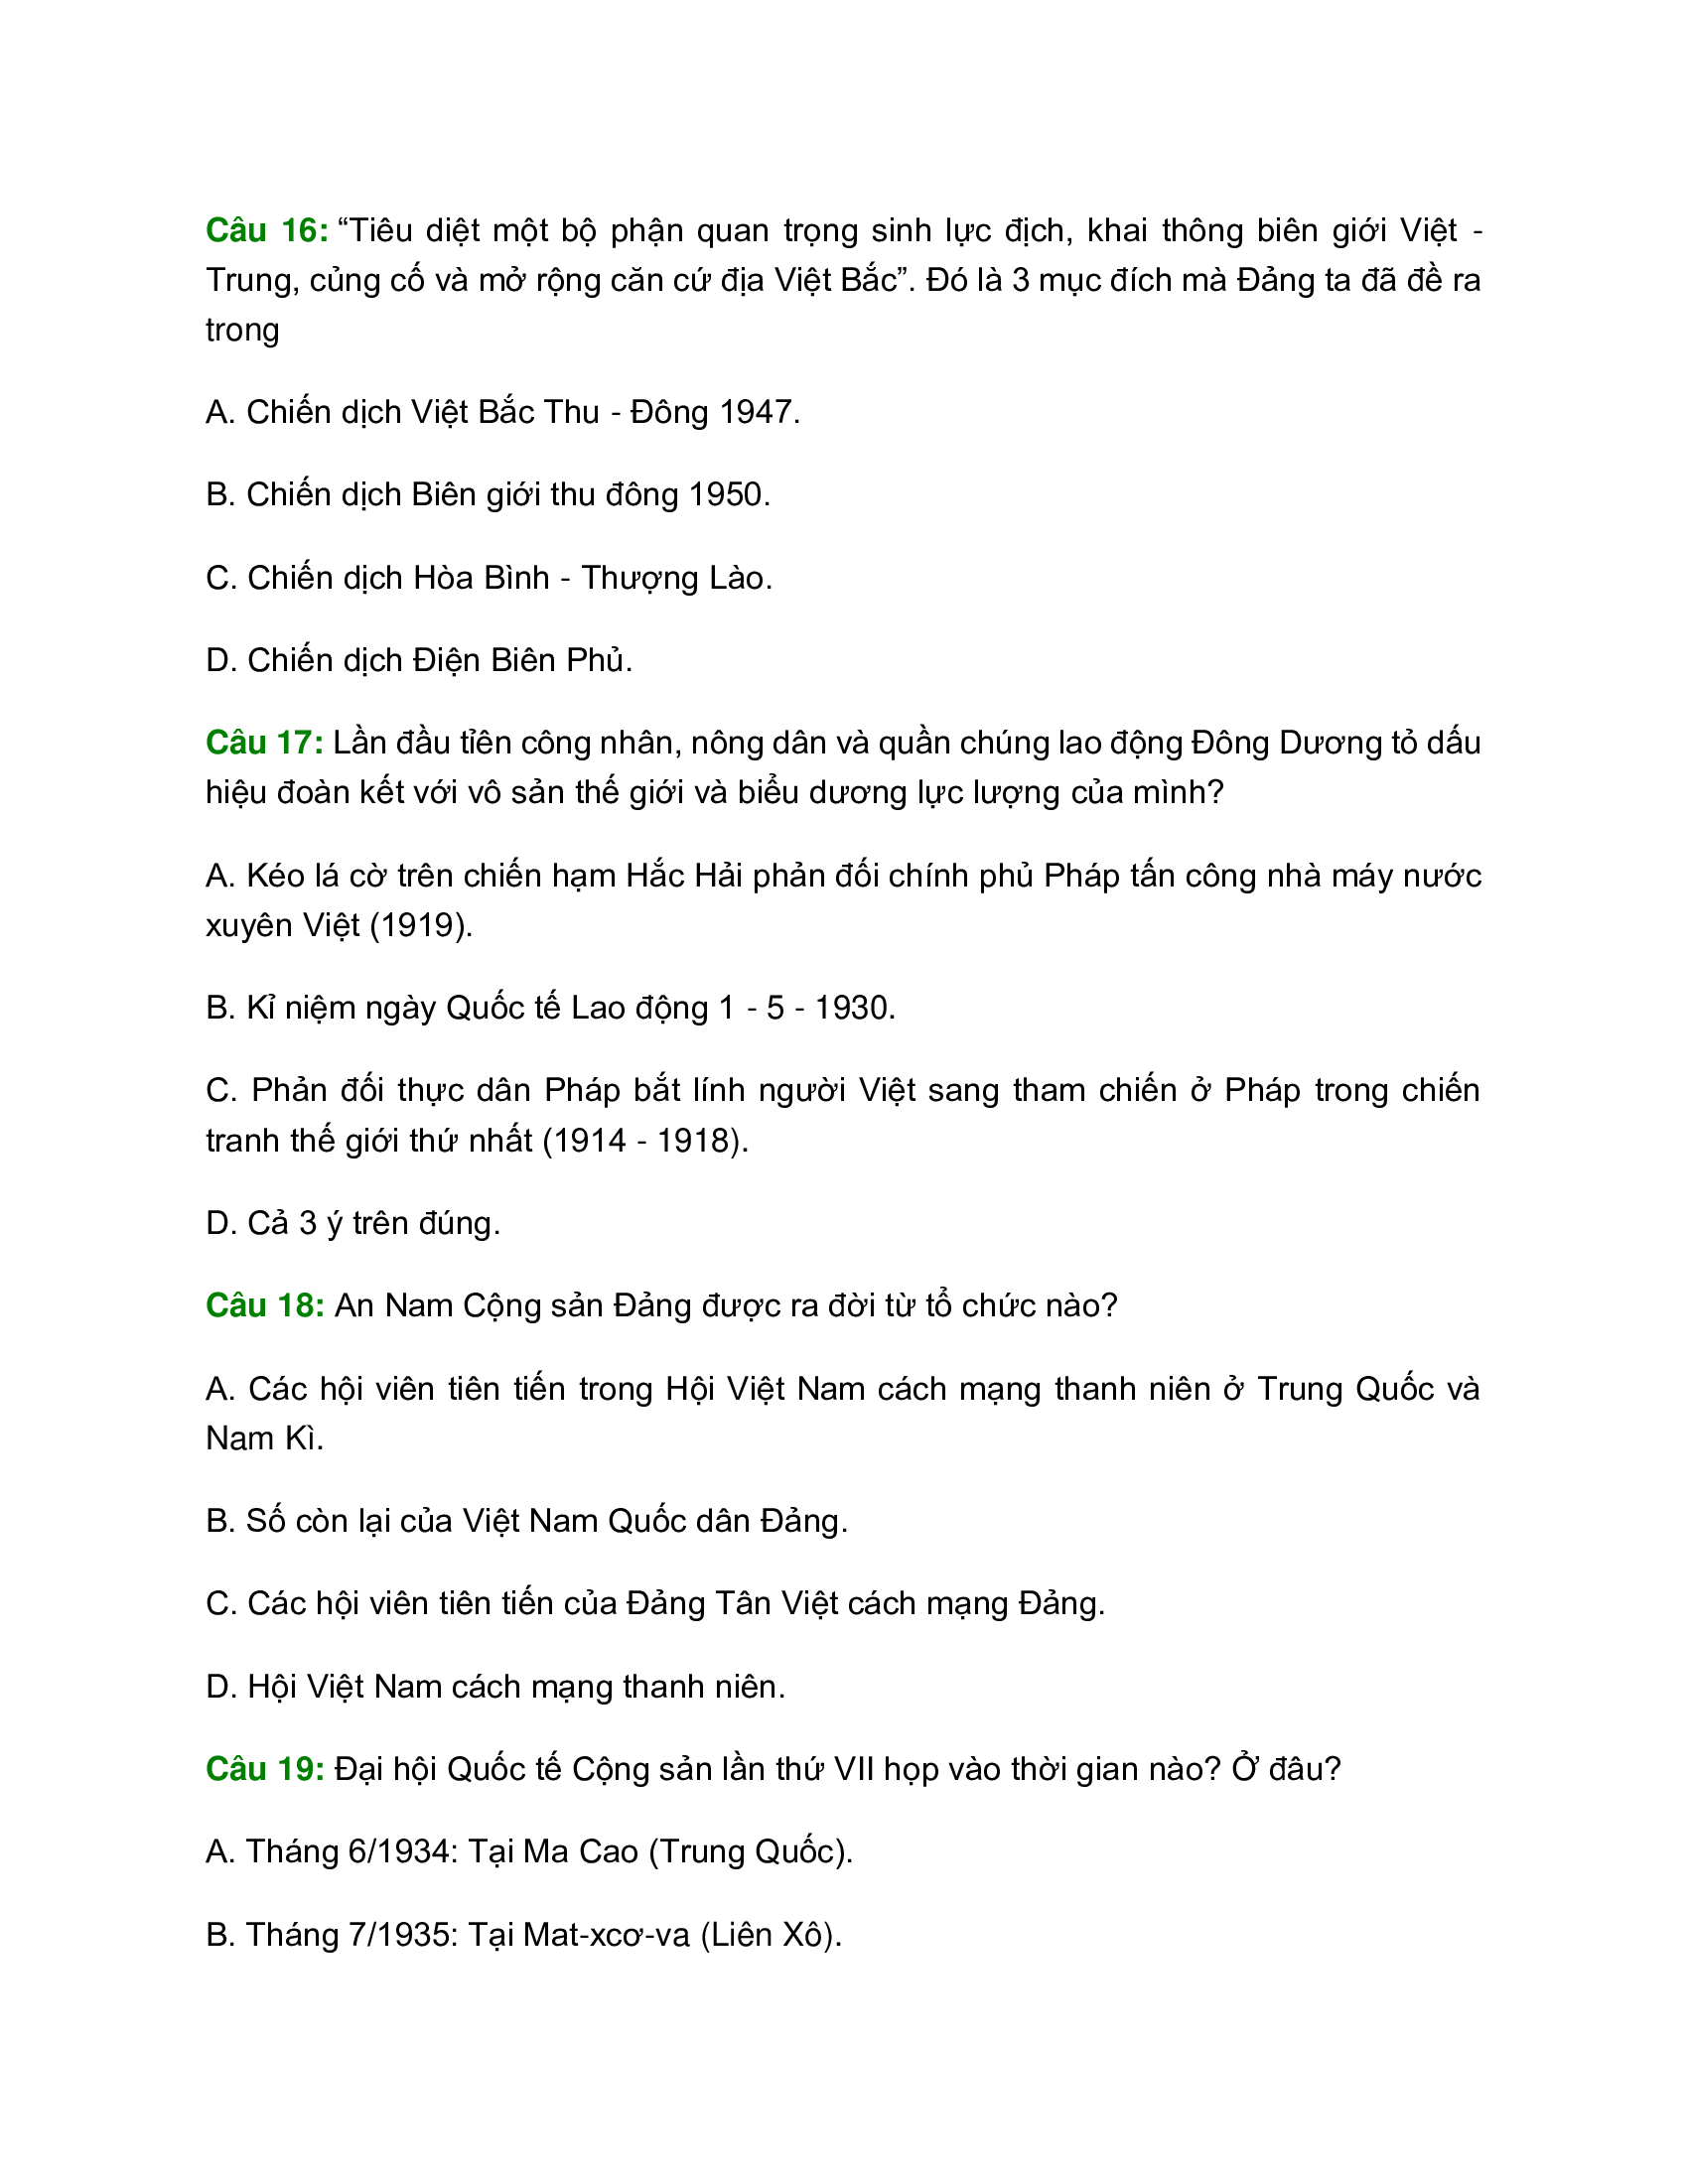 Câu 16: “Tiêu diệt một bộ phận quan trọng sinh lực địch, khai thông biên giới Việt -
Trung, củng cố và mở rộng căn cứ địa Việt Bắc”. Đó là 3 mục đích mà Đảng ta đã đề ra
trong
A. Chiến dịch Việt Bắc Thu - Đông 1947.
B. Chiến dịch Biên giới thu đông 1950.
C. Chiến dịch Hòa Bình - Thượng Lào.
D. Chiến dịch Điện Biên Phủ.
Câu 17: Lần đầu tỉên công nhân, nông dân và quần chúng lao động Đông Dương tỏ dấu
hiệu đoàn kết với vô sản thế giới và biểu dương lực lượng của mình?
A. Kéo lá cờ trên chiến hạm Hắc Hải phản đối chính phủ Pháp tấn công nhà máy nước
xuyên Việt (1919).
B. Kỉ niệm ngày Quốc tế Lao động 1 - 5 - 1930.
C. Phản đối thực dân Pháp bắt lính người Việt sang tham chiến ở Pháp trong chiến
tranh thế giới thứ nhất (1914 - 1918).
D. Cả 3 ý trên đúng.
Câu 18: An Nam Cộng sản Đảng được ra đời từ tổ chức nào?
A. Các hội viên tiên tiến trong Hội Việt Nam cách mạng thanh niên ở Trung Quốc và
Nam Kì.
B. Số còn lại của Việt Nam Quốc dân Đảng.
C. Các hội viên tiên tiến của Đảng Tân Việt cách mạng Đảng.
D. Hội Việt Nam cách mạng thanh niên.
Câu 19: Đại hội Quốc tế Cộng sản lần thứ VII họp vào thời gian nào? Ở đâu?
A. Tháng 6/1934: Tại Ma Cao (Trung Quốc).
B. Tháng 7/1935: Tại Mat-xcơ-va (Liên Xô).